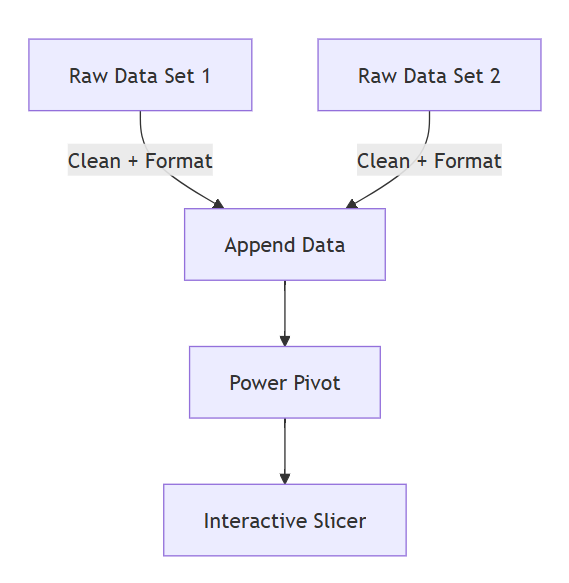 Raw Data Set 1
Raw Data Set 2
Clean + Format
Clean + Format
Append Data
Power Pivot
Interactive Slicer